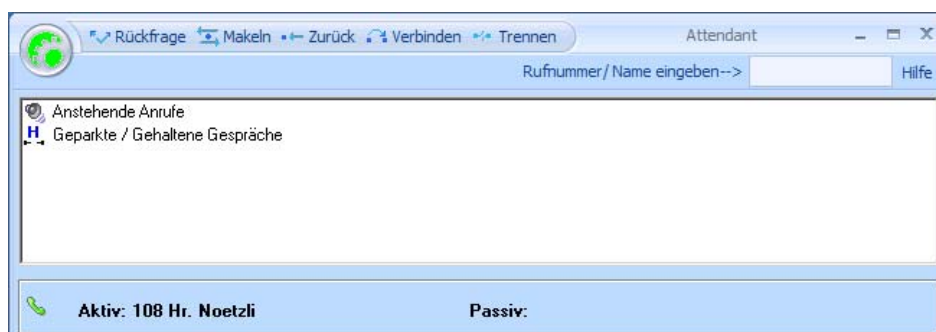 Rückfrage Makeln Zurück Verbinden Trennen Attendant
Rufnummer/Name eingeben--> Hilfe
Anstehende Anrufe
H Geparkte / Gehaltene Gespräche
Aktiv: 108 Hr. Noetzli Passiv: